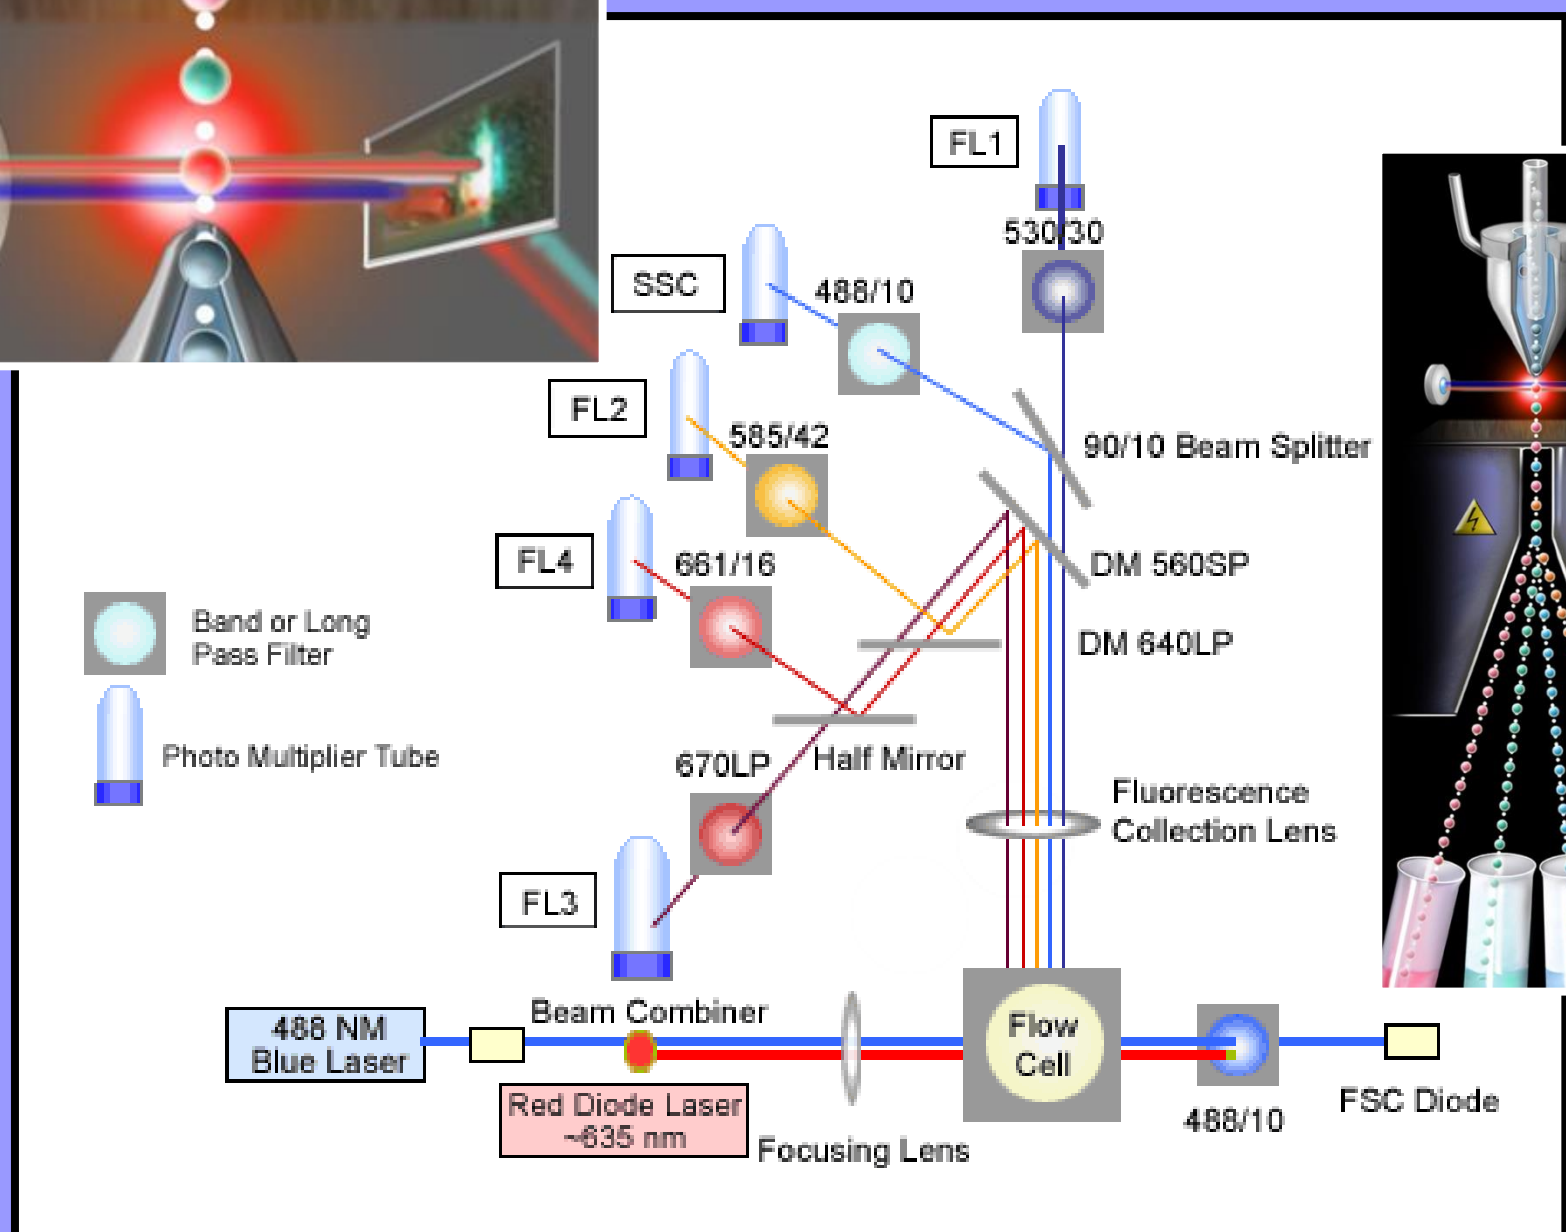 FL1
530/30
SSC
488/10
FL2
585/42
90/10 Beam Splitter
FL4
661/16
DM 560SP
Band or Long
Pass Filter
DM 640LP
Photo Multiplier Tube
670LP
Half Mirror
Fluorescence
Collection Lens
FL3
Beam Combiner
488 NM
Blue Laser
Flow
Cell
Red Diode Laser
~635 nm
Focusing Lens
488/10
FSC Diode